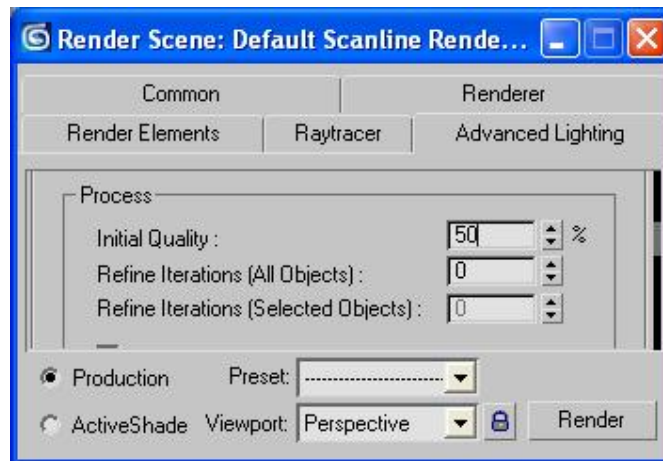 Render Scene: Default Scanline Rende...
Common Renderer
Render Elements Raytracer Advanced Lighting
Process
Initial Quality : 50 %
Refine Iterations (All Objects) : 0
Refine Iterations (Selected Objects) : 0
Production Preset: --------------------
ActiveShade Viewport: Perspective Render